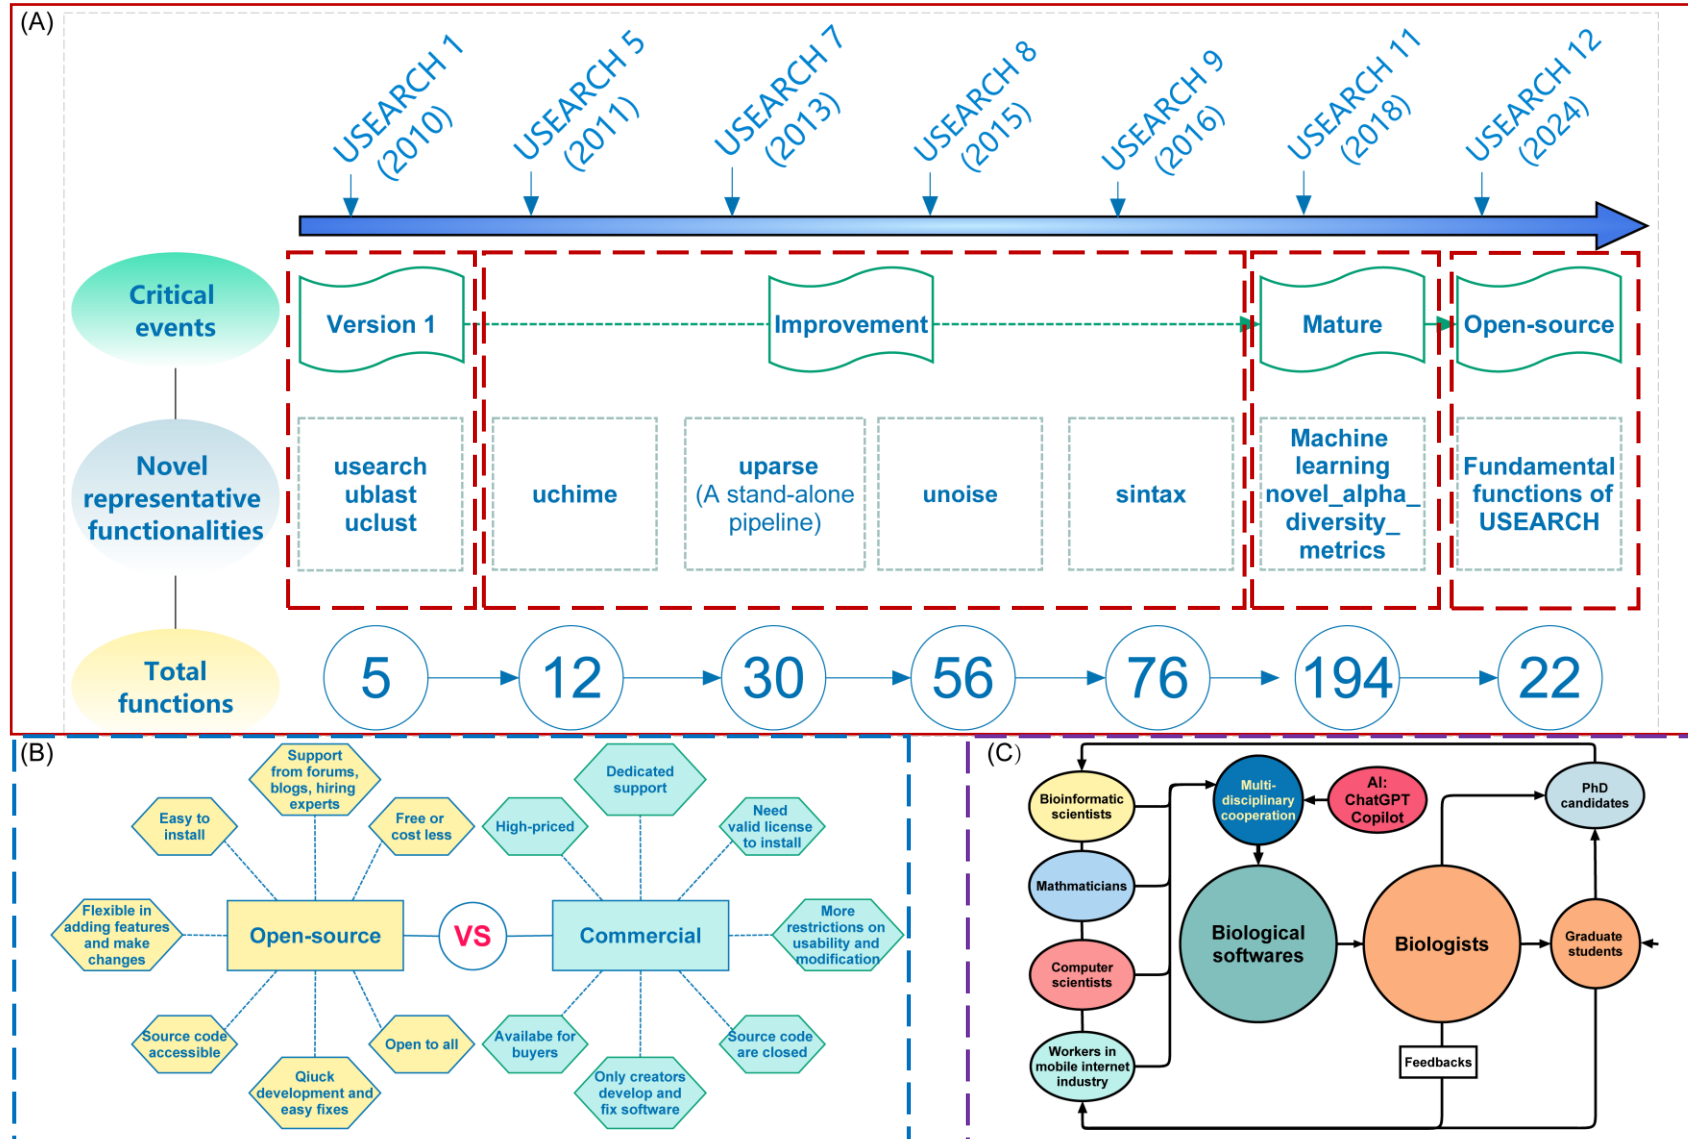 (A)
USEARCH 1
(2010)
USEARCH 5
(2011)
USEARCH 7
(2013)
USEARCH 8
(2015)
USEARCH 9
(2016)
USEARCH 11
(2018)
USEARCH 12
(2024)
Critical
events
Version 1
Improvement
Mature
Open-source
Novel
representative
functionalities
usearch
ublast
uclust
uchime
uparse
(A stand-alone
pipeline)
unoise
sintax
Machine
learning
novel_alpha_
diversity_
metrics
Fundamental
functions of
USEARCH
Total
functions
5
12
30
56
76
194
22
(B)
Support
from forums,
blogs, hiring
experts
Easy to
install
Free or
cost less
Flexible in
adding features
and make
changes
Open-source
Source code
accessible
Qiuck
development and
easy fixes
Open to all
VS
Dedicated
support
High-priced
Need
valid license
to install
Commercial
More
restrictions on
usability and
modification
Availabe for
buyers
Only creators
develop and
fix software
Source code
are closed
(C)
Bioinformatic
scientists
Mathmaticians
Computer
scientists
Workers in
mobile internet
industry
Multi-
disciplinary
cooperation
AI:
ChatGPT
Copilot
PhD
candidates
Biological
softwares
Biologists
Graduate
students
Feedbacks